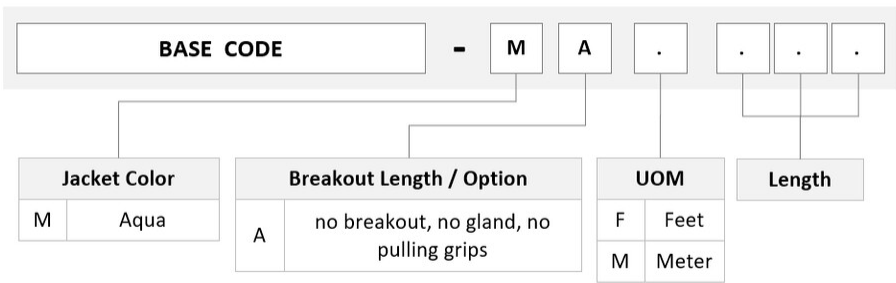 BASE CODE - M A . . . .
Jacket Color
M Aqua
Breakout Length / Option
A no breakout, no gland, no
pulling grips
UOM
F Feet
M Meter
Length